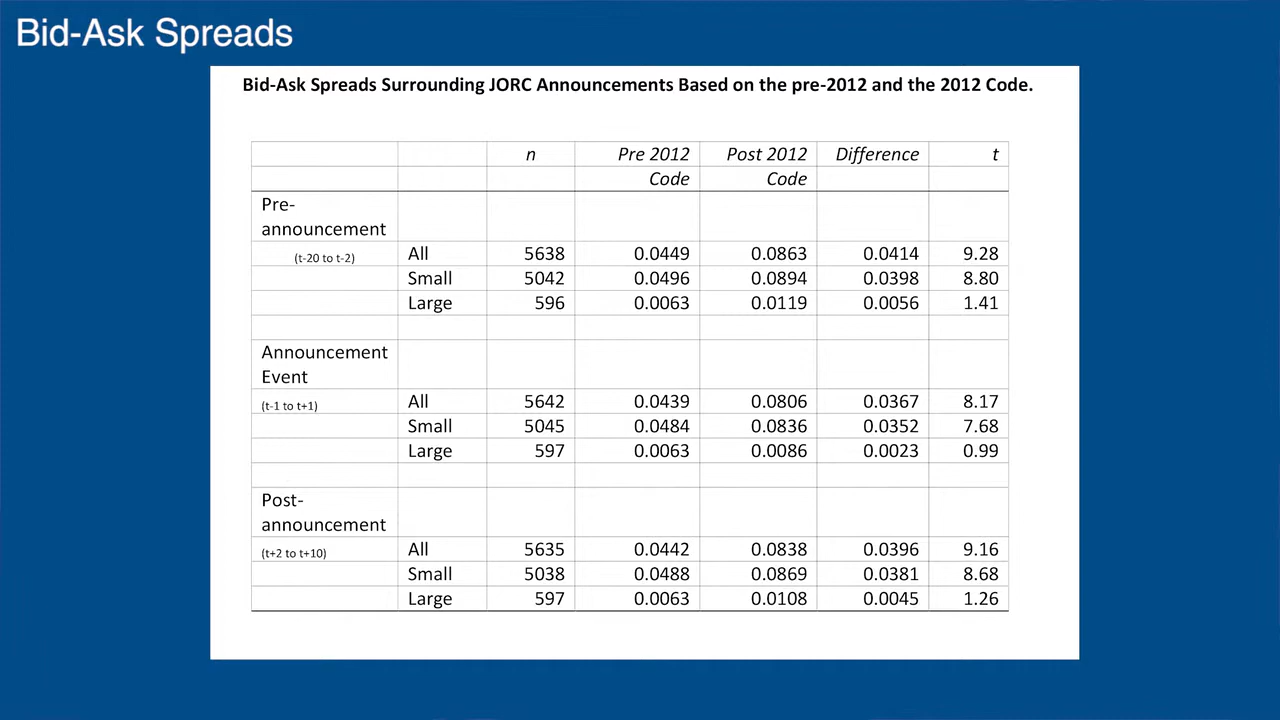 Bid-Ask Spreads
Bid-Ask Spreads Surrounding JORC Announcements Based on the pre-2012 and the 2012 Code.
n Pre 2012 Post 2012 Difference t
Code Code
Pre-
announcement
(t-20 to t-2) All 5638 0.0449 0.0863 0.0414 9.28
Small 5042 0.0496 0.0894 0.0398 8.80
Large 596 0.0063 0.0119 0.0056 1.41
Announcement
Event
(t-1 to t+1) All 5642 0.0439 0.0806 0.0367 8.17
Small 5045 0.0484 0.0836 0.0352 7.68
Large 597 0.0063 0.0086 0.0023 0.99
Post-
announcement
(t+2 to t+10) All 5635 0.0442 0.0838 0.0396 9.16
Small 5038 0.0488 0.0869 0.0381 8.68
Large 597 0.0063 0.0108 0.0045 1.26